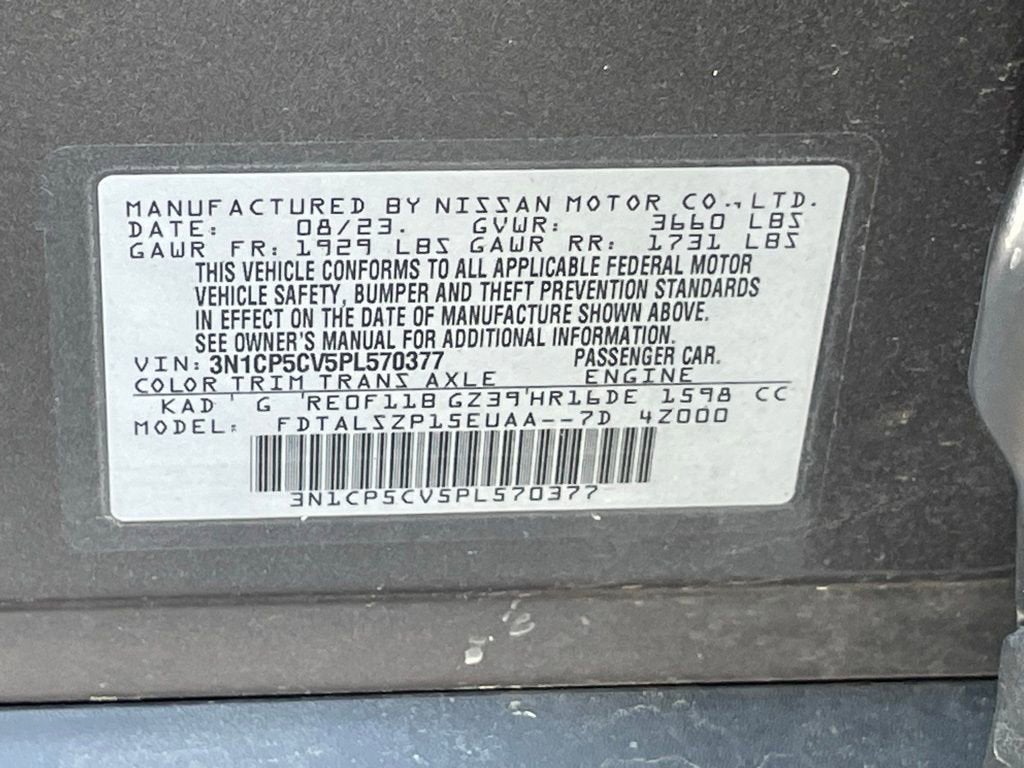 MANUFACTURED BY NISSAN MOTOR CO., LTD.
DATE: 08/23. GVWR: 3660 LBS
GAWR FR: 1929 LBS GAWR RR: 1731 LBS
THIS VEHICLE CONFORMS TO ALL APPLICABLE FEDERAL MOTOR
VEHICLE SAFETY, BUMPER AND THEFT PREVENTION STANDARDS
IN EFFECT ON THE DATE OF MANUFACTURE SHOWN ABOVE.
SEE OWNER'S MANUAL FOR ADDITIONAL INFORMATION.
VIN: 3N1CP5CV5PL570377 PASSENGER CAR.
COLOR TRIM TRANS AXLE ENGINE
KAD ' G 'RE0F11B GZ39'HR16DE 1598 CC
MODEL: FDTALSZP15EUAA--7D 4Z000
3N1CP5CV5PL570377